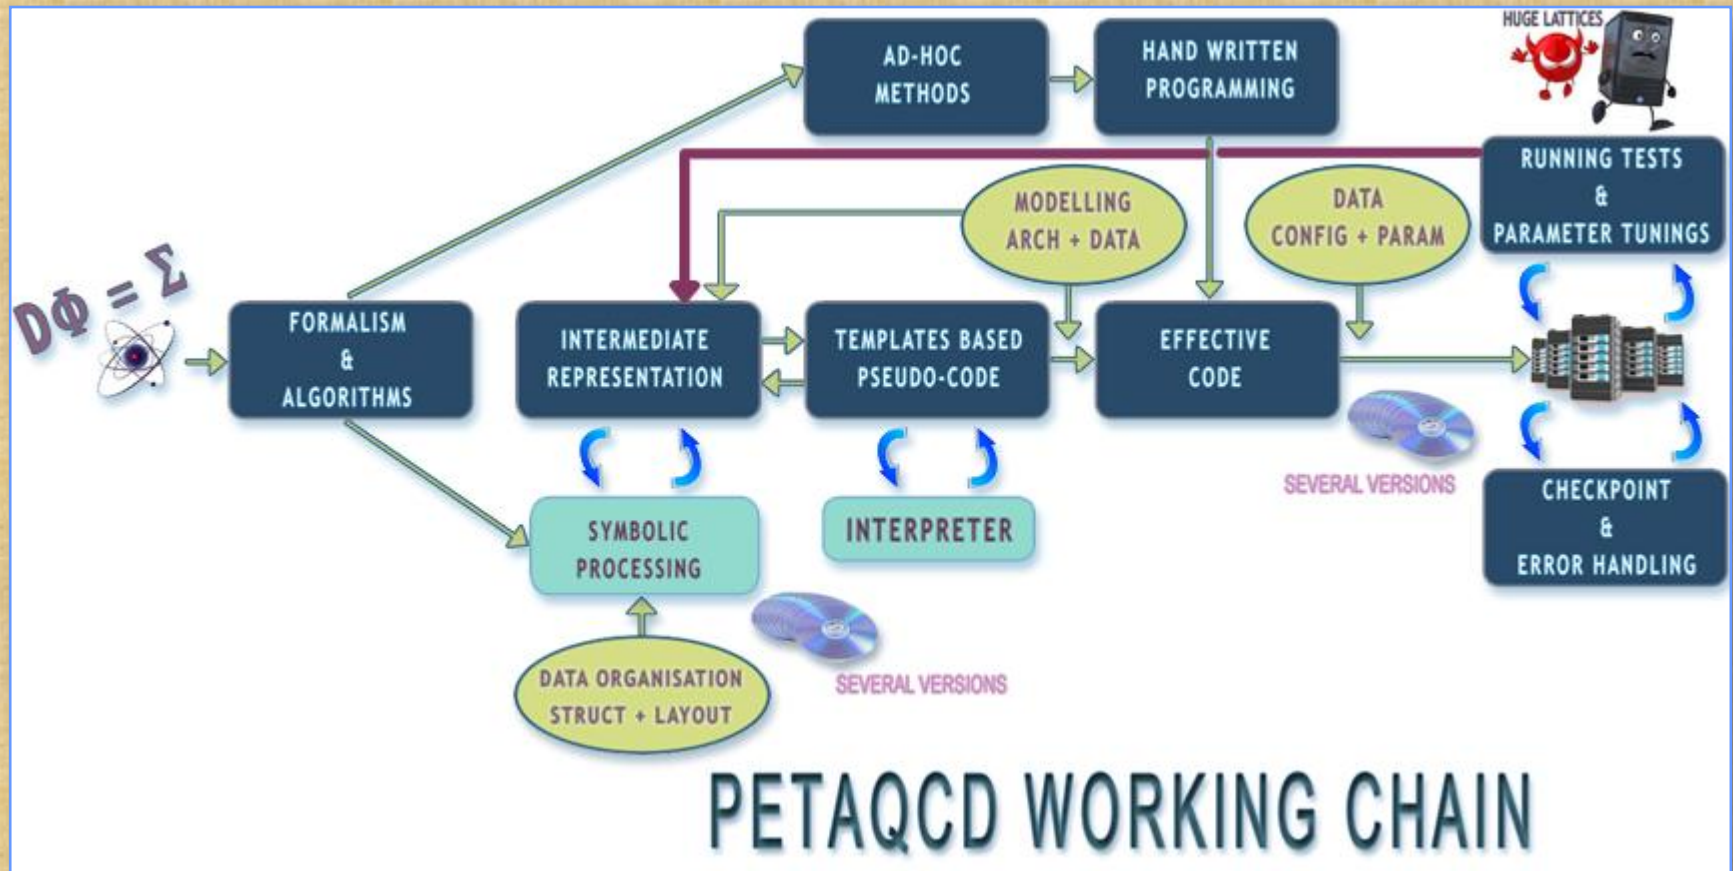 HUGE LATTICES
AD-HOC
METHODS
HAND WRITTEN
PROGRAMMING
RUNNING TESTS
&
PARAMETER TUNINGS
MODELLING
ARCH + DATA
DATA
CONFIG + PARAM
DΦ = Σ
FORMALISM
&
ALGORITHMS
INTERMEDIATE
REPRESENTATION
TEMPLATES BASED
PSEUDO-CODE
EFFECTIVE
CODE
SEVERAL VERSIONS
CHECKPOINT
&
ERROR HANDLING
SYMBOLIC
PROCESSING
INTERPRETER
DATA ORGANISATION
STRUCT + LAYOUT
SEVERAL VERSIONS
PETAQCD WORKING CHAIN